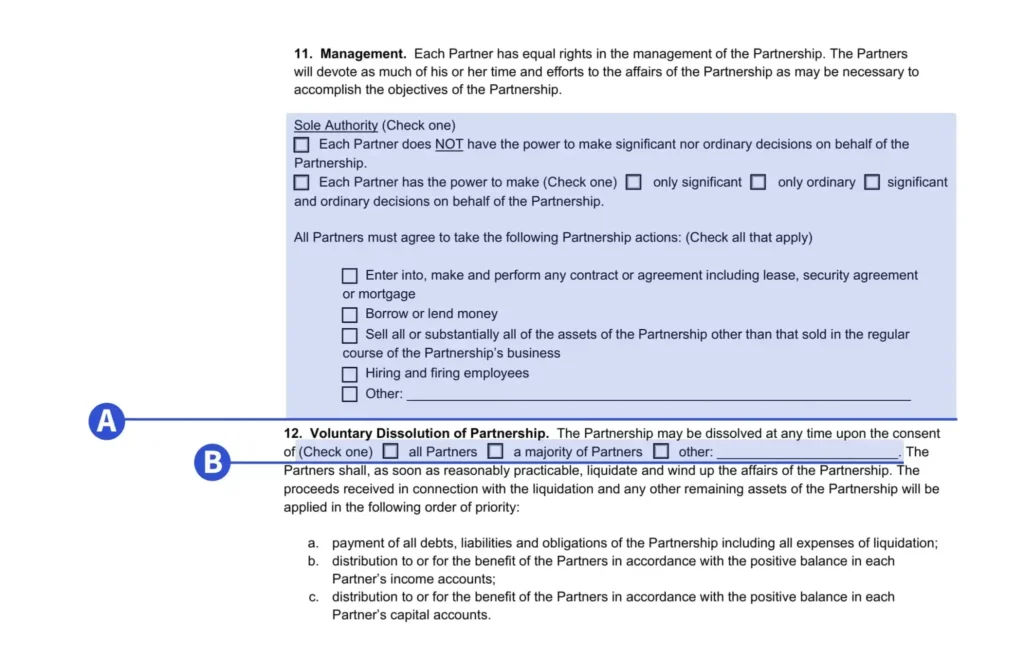 11. Management. Each Partner has equal rights in the management of the Partnership. The Partners
will devote as much of his or her time and efforts to the affairs of the Partnership as may be necessary to
accomplish the objectives of the Partnership.
Sole Authority (Check one)
☐ Each Partner does NOT have the power to make significant nor ordinary decisions on behalf of the
Partnership.
☐ Each Partner has the power to make (Check one) ☐ only significant ☐ only ordinary ☐ significant
and ordinary decisions on behalf of the Partnership.
All Partners must agree to take the following Partnership actions: (Check all that apply)
☐ Enter into, make and perform any contract or agreement including lease, security agreement
or mortgage
☐ Borrow or lend money
☐ Sell all or substantially all of the assets of the Partnership other than that sold in the regular
course of the Partnership's business
☐ Hiring and firing employees
☐ Other: ____________________
A
12. Voluntary Dissolution of Partnership. The Partnership may be dissolved at any time upon the consent
B
of (Check one) ☐ all Partners ☐ a majority of Partners ☐ other: ____________________. The
Partners shall, as soon as reasonably practicable, liquidate and wind up the affairs of the Partnership. The
proceeds received in connection with the liquidation and any other remaining assets of the Partnership will be
applied in the following order of priority:
a. payment of all debts, liabilities and obligations of the Partnership including all expenses of liquidation;
b. distribution to or for the benefit of the Partners in accordance with the positive balance in each
Partner's income accounts;
c. distribution to or for the benefit of the Partners in accordance with the positive balance in each
Partner's capital accounts.